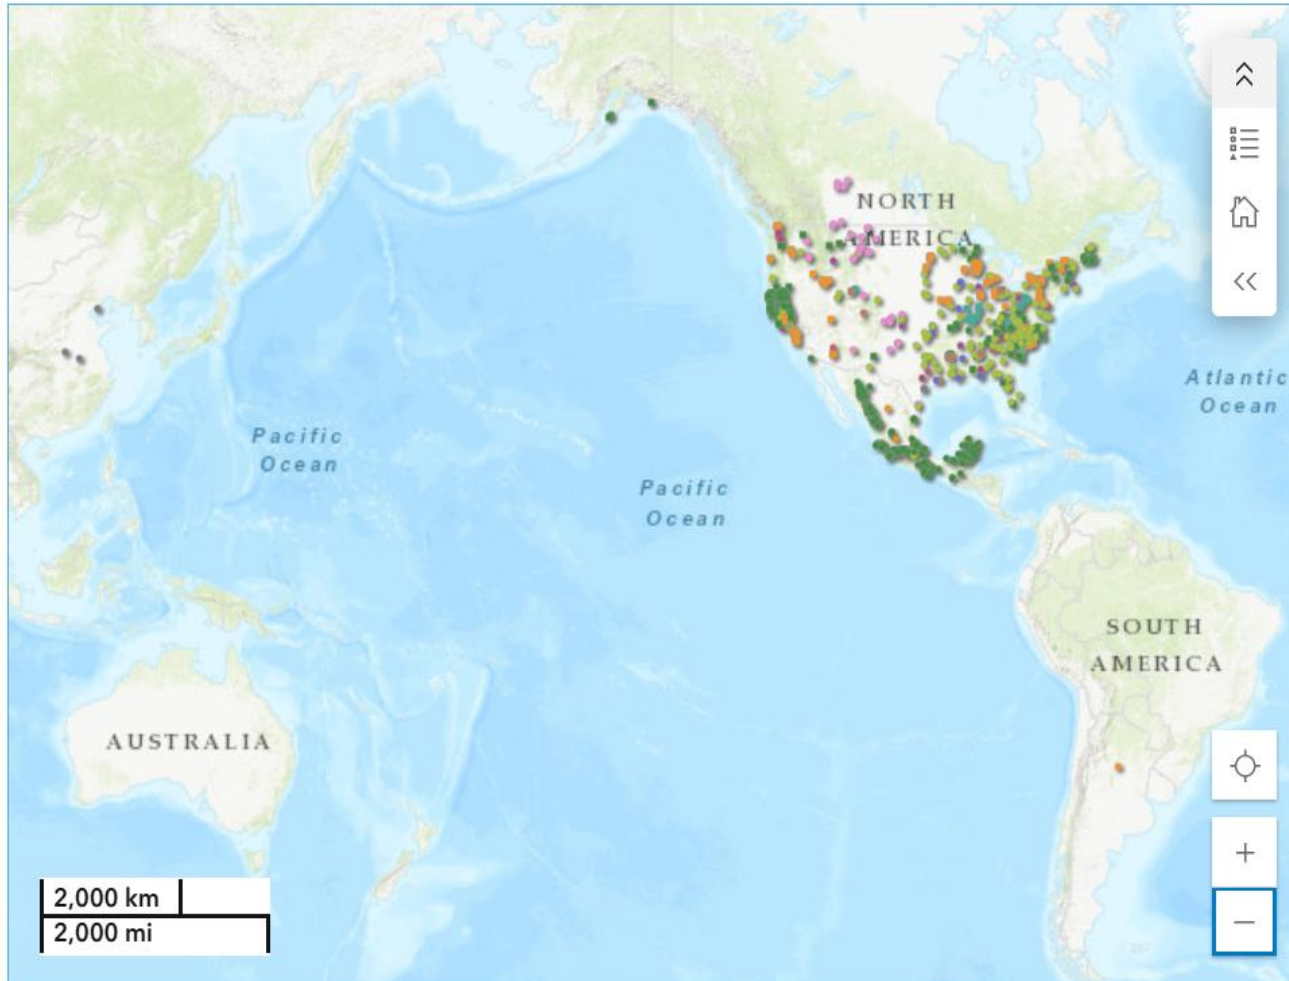 NORTH
AMERICA
Atlantic
Ocean
Pacific
Ocean
Pacific
Ocean
SOUTH
AMERICA
AUSTRALIA
2,000 km
2,000 mi